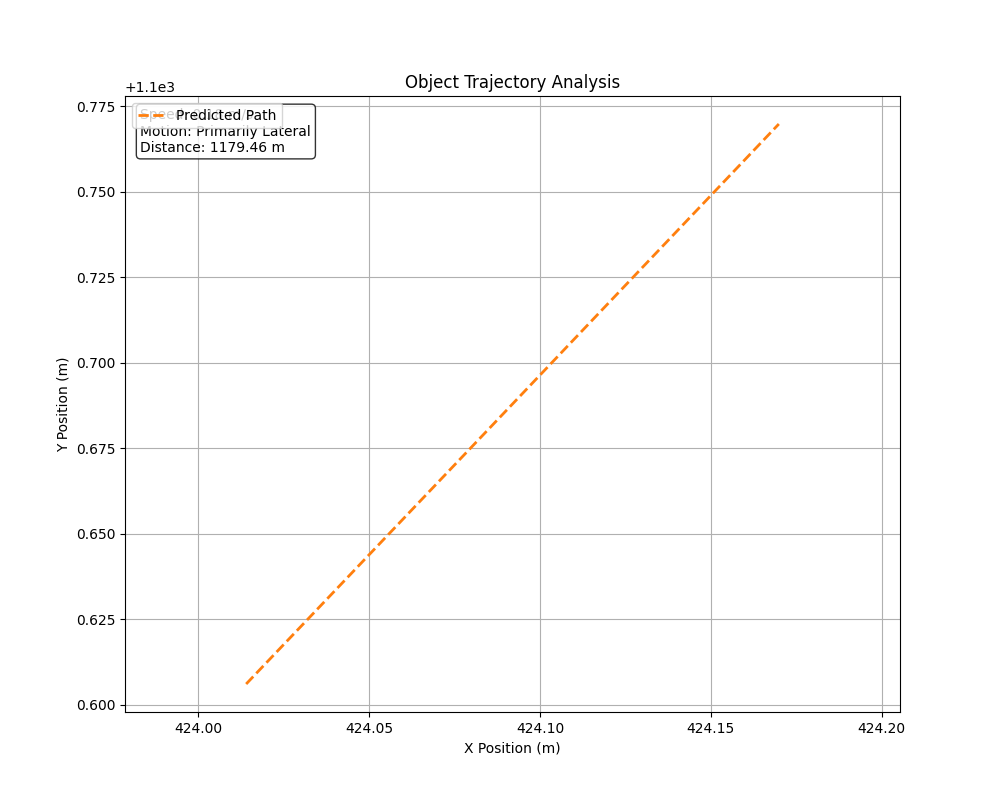 Object Trajectory Analysis
+1.1e3
Predicted Path
Motion: Primarily Lateral
Distance: 1179.46 m
0.775
0.750
0.725
0.700
0.675
0.650
0.625
0.600
Y Position (m)
424.00
424.05
424.10
424.15
424.20
X Position (m)